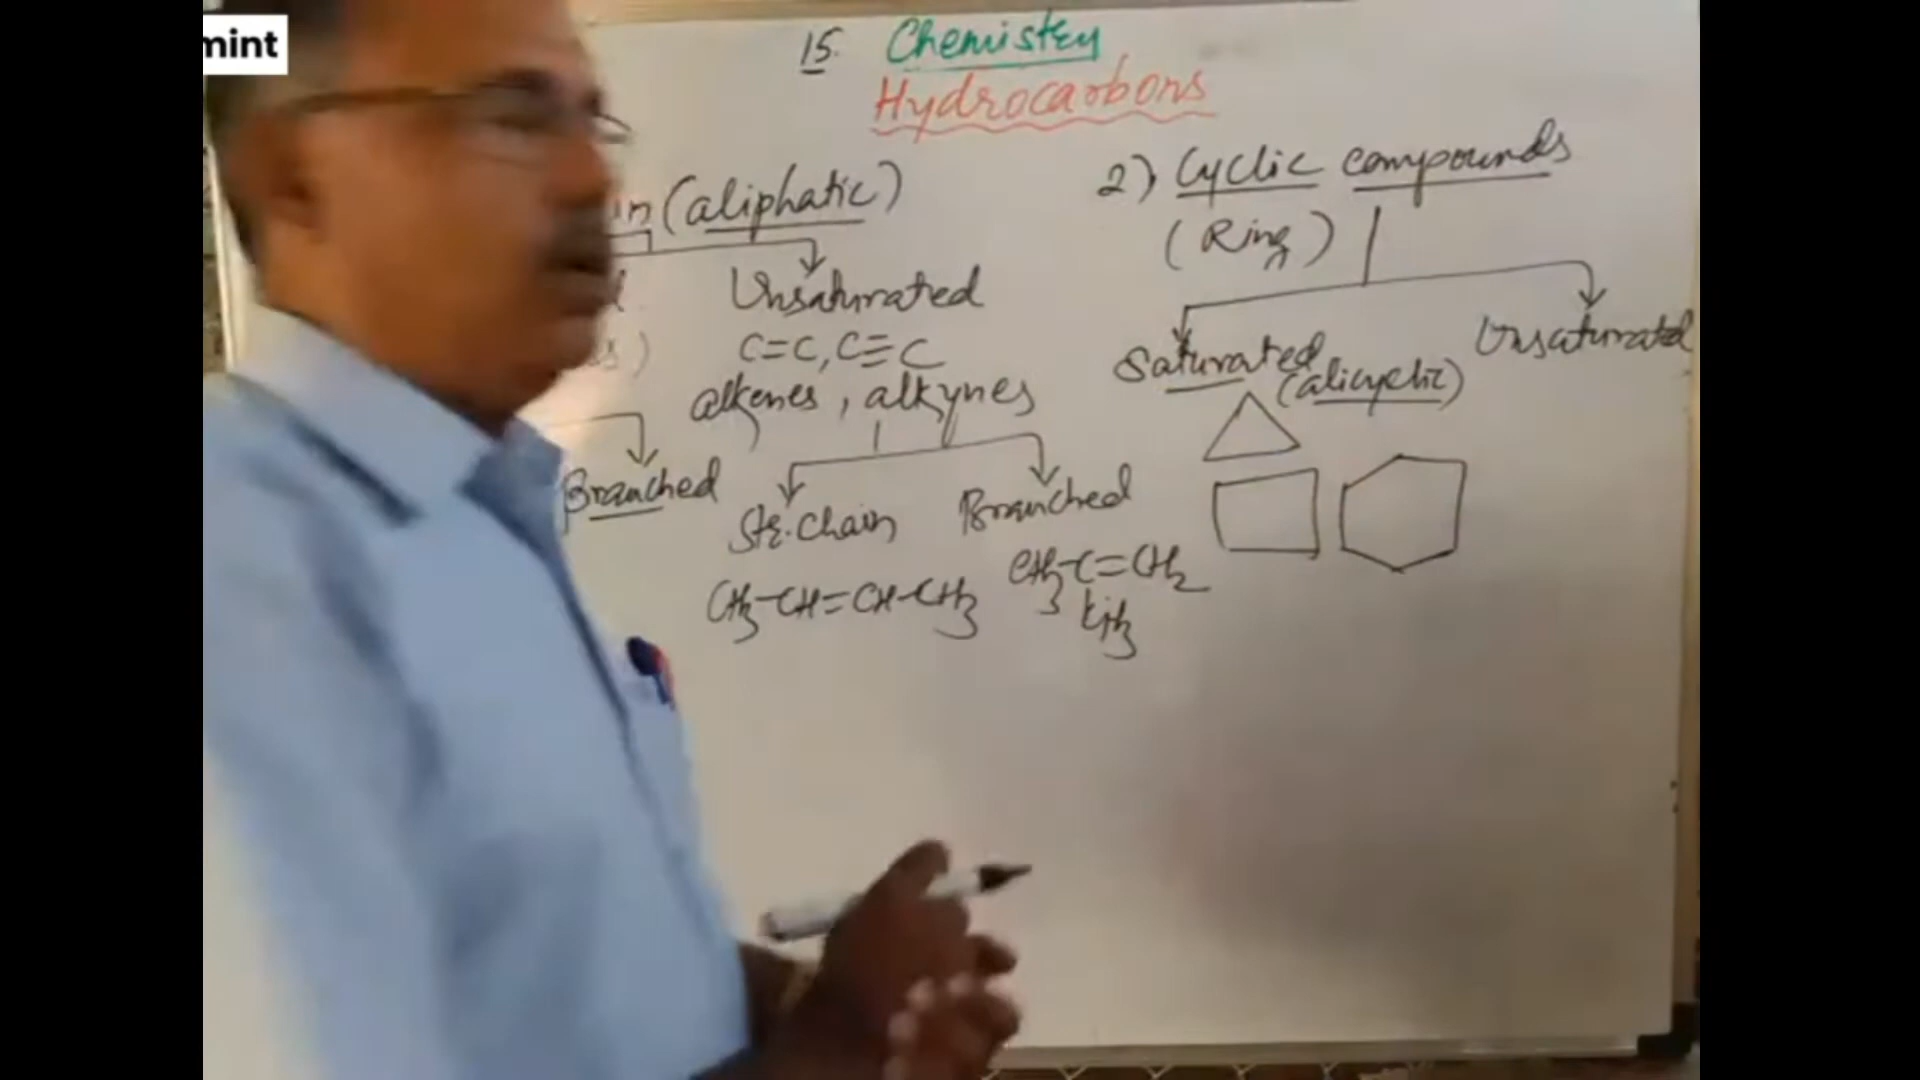 mint
15. Chemistry
Hydrocarbons
(aliphatic)
Unsaturated
C=C, C≡C
alkenes, alkynes
Branched
Str. Chain
Branched
CH3-CH=CH-CH3
CH3-C=CH2
CH3
2) Cyclic compounds
(Ring)
Saturated
(alicyclic)
Unsaturated